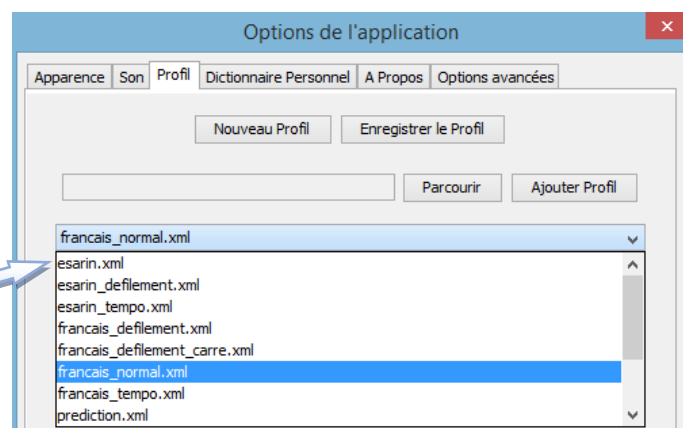 Options de l'application
Apparence Son Profil Dictionnaire Personnel A Propos Options avancées
Nouveau Profil Enregistrer le Profil
Parcourir Ajouter Profil
francais_normal.xml
esarin.xml
esarin_defilement.xml
esarin_tempo.xml
francais_defilement.xml
francais_defilement_carre.xml
francais_normal.xml
francais_tempo.xml
prediction.xml